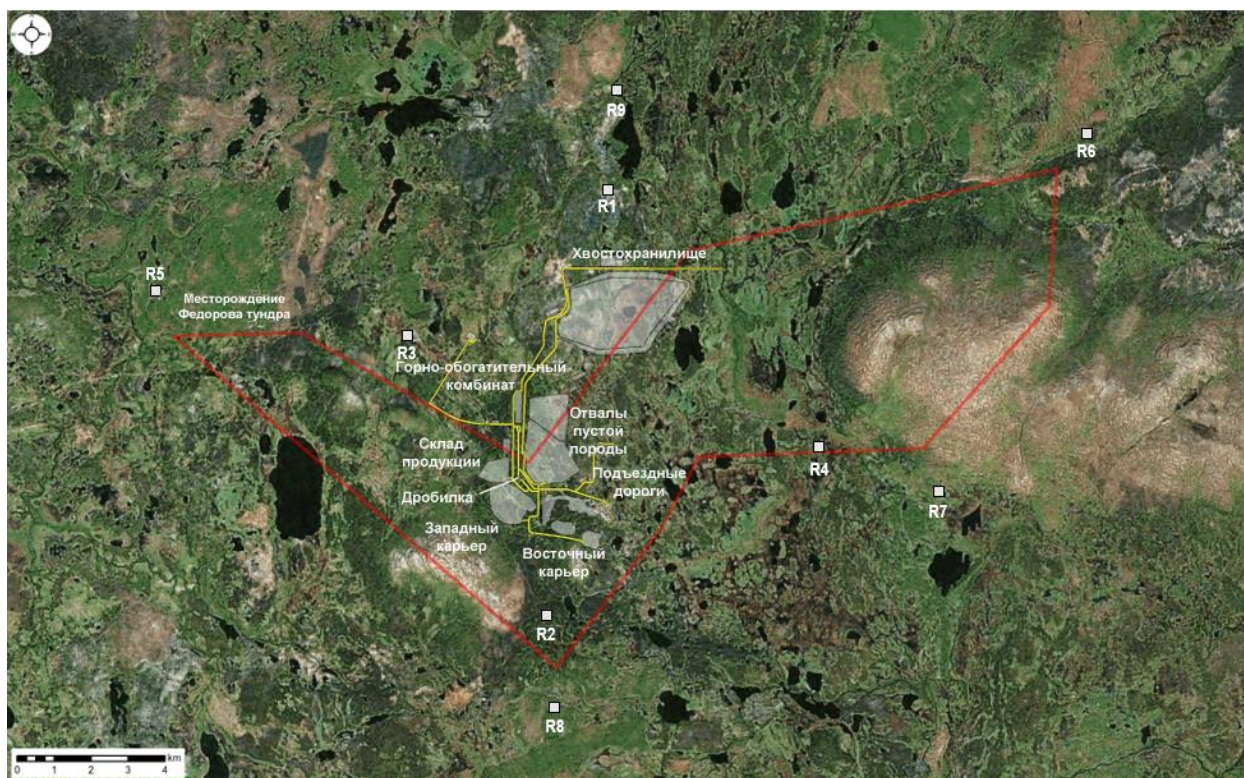 R9
R6
R1
Хвостохранилище
R5
Месторождение
Федорова тундра
R3
Горно-обогатительный
комбинат
Отвалы
пустой
породы
Склад
продукции
R4
Подъездные
дороги
Дробилка
R7
Западный
карьер
Восточный
карьер
R2
R8
km
0 1 2 3 4